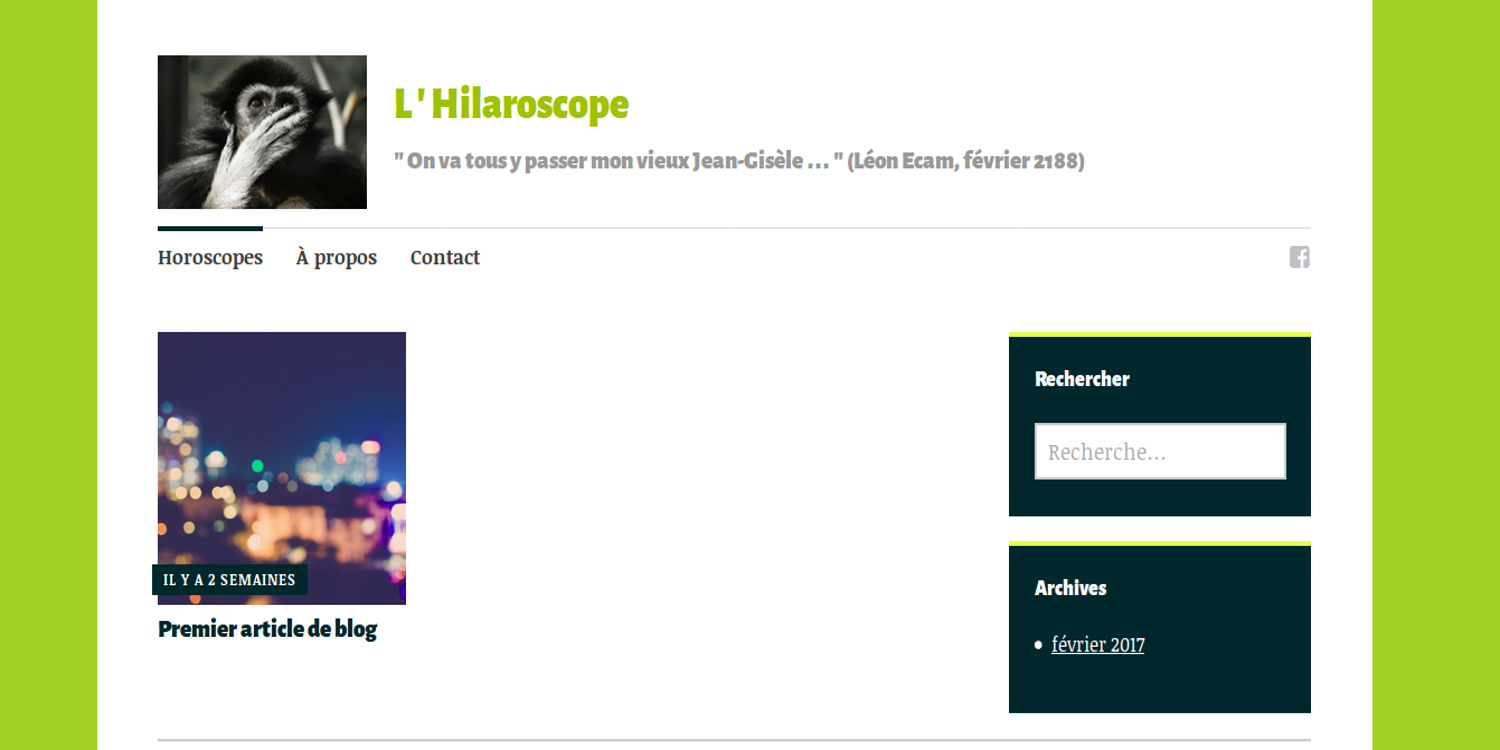 L ' Hilaroscope
" On va tous y passer mon vieux Jean-Gisèle ... " (Léon Ecam, février 2188)
Horoscopes
À propos
Contact
IL Y A 2 SEMAINES
Premier article de blog
Rechercher
Recherche...
Archives
février 2017